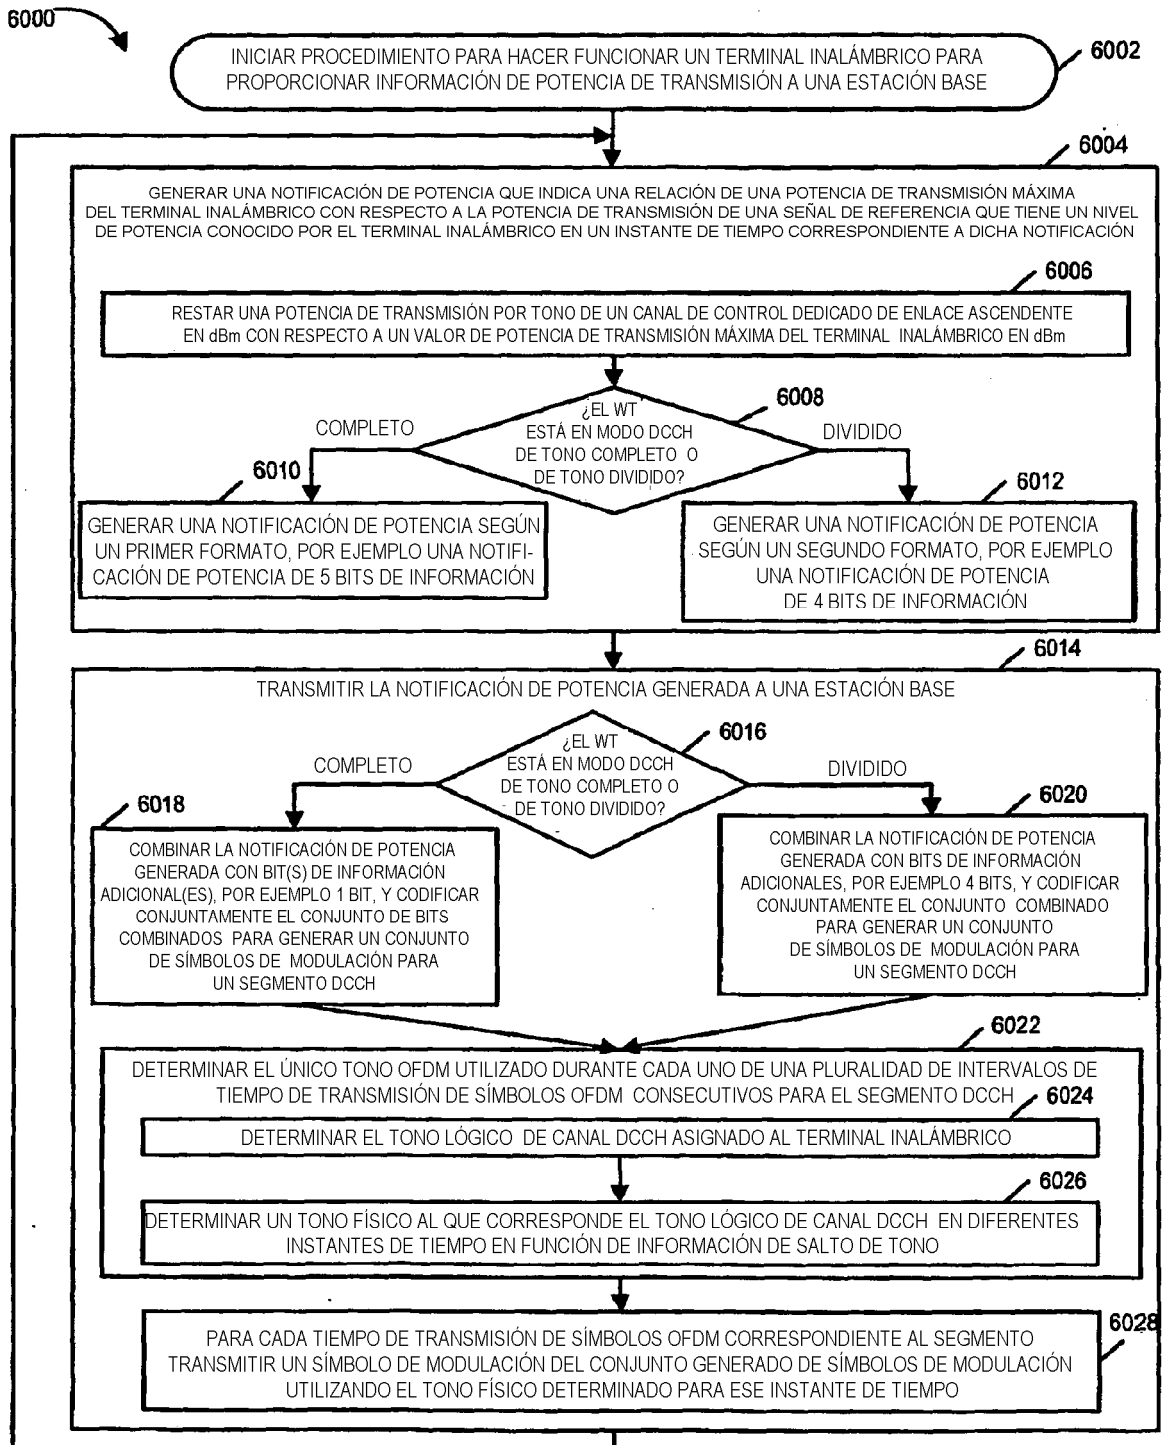 6000
INICIAR PROCEDIMIENTO PARA HACER FUNCIONAR UN TERMINAL INALÁMBRICO PARA
PROPORCIONAR INFORMACIÓN DE POTENCIA DE TRANSMISIÓN A UNA ESTACIÓN BASE
6002
6004
GENERAR UNA NOTIFICACIÓN DE POTENCIA QUE INDICA UNA RELACIÓN DE UNA POTENCIA DE TRANSMISIÓN MÁXIMA
DEL TERMINAL INALÁMBRICO CON RESPECTO A LA POTENCIA DE TRANSMISIÓN DE UNA SEÑAL DE REFERENCIA QUE TIENE UN NIVEL
DE POTENCIA CONOCIDO POR EL TERMINAL INALÁMBRICO EN UN INSTANTE DE TIEMPO CORRESPONDIENTE A DICHA NOTIFICACIÓN
6006
RESTAR UNA POTENCIA DE TRANSMISIÓN POR TONO DE UN CANAL DE CONTROL DEDICADO DE ENLACE ASCENDENTE
EN dBm CON RESPECTO A UN VALOR DE POTENCIA DE TRANSMISIÓN MÁXIMA DEL TERMINAL INALÁMBRICO EN dBm
6008
¿EL WT
ESTÁ EN MODO DCCH
DE TONO COMPLETO O
DE TONO DIVIDIDO?
COMPLETO
DIVIDIDO
6010
GENERAR UNA NOTIFICACIÓN DE POTENCIA SEGÚN
UN PRIMER FORMATO, POR EJEMPLO UNA NOTIFI-
CACIÓN DE POTENCIA DE 5 BITS DE INFORMACIÓN
6012
GENERAR UNA NOTIFICACIÓN DE POTENCIA
SEGÚN UN SEGUNDO FORMATO, POR EJEMPLO
UNA NOTIFICACIÓN DE POTENCIA
DE 4 BITS DE INFORMACIÓN
6014
TRANSMITIR LA NOTIFICACIÓN DE POTENCIA GENERADA A UNA ESTACIÓN BASE
6016
¿EL WT
ESTÁ EN MODO DCCH
DE TONO COMPLETO O
DE TONO DIVIDIDO?
COMPLETO
DIVIDIDO
6018
COMBINAR LA NOTIFICACIÓN DE POTENCIA
GENERADA CON BIT(S) DE INFORMACIÓN
ADICIONAL(ES), POR EJEMPLO 1 BIT, Y CODIFICAR
CONJUNTAMENTE EL CONJUNTO DE BITS
COMBINADOS PARA GENERAR UN CONJUNTO
DE SÍMBOLOS DE MODULACIÓN PARA
UN SEGMENTO DCCH
6020
COMBINAR LA NOTIFICACIÓN DE POTENCIA
GENERADA CON BITS DE INFORMACIÓN
ADICIONALES, POR EJEMPLO 4 BITS, Y CODIFICAR
CONJUNTAMENTE EL CONJUNTO COMBINADO
PARA GENERAR UN CONJUNTO
DE SÍMBOLOS DE MODULACIÓN PARA
UN SEGMENTO DCCH
6022
DETERMINAR EL ÚNICO TONO OFDM UTILIZADO DURANTE CADA UNO DE UNA PLURALIDAD DE INTERVALOS DE
TIEMPO DE TRANSMISIÓN DE SÍMBOLOS OFDM CONSECUTIVOS PARA EL SEGMENTO DCCH
6024
DETERMINAR EL TONO LÓGICO DE CANAL DCCH ASIGNADO AL TERMINAL INALÁMBRICO
6026
DETERMINAR UN TONO FÍSICO AL QUE CORRESPONDE EL TONO LÓGICO DE CANAL DCCH EN DIFERENTES
INSTANTES DE TIEMPO EN FUNCIÓN DE INFORMACIÓN DE SALTO DE TONO
6028
PARA CADA TIEMPO DE TRANSMISIÓN DE SÍMBOLOS OFDM CORRESPONDIENTE AL SEGMENTO
TRANSMITIR UN SÍMBOLO DE MODULACIÓN DEL CONJUNTO GENERADO DE SÍMBOLOS DE MODULACIÓN
UTILIZANDO EL TONO FÍSICO DETERMINADO PARA ESE INSTANTE DE TIEMPO